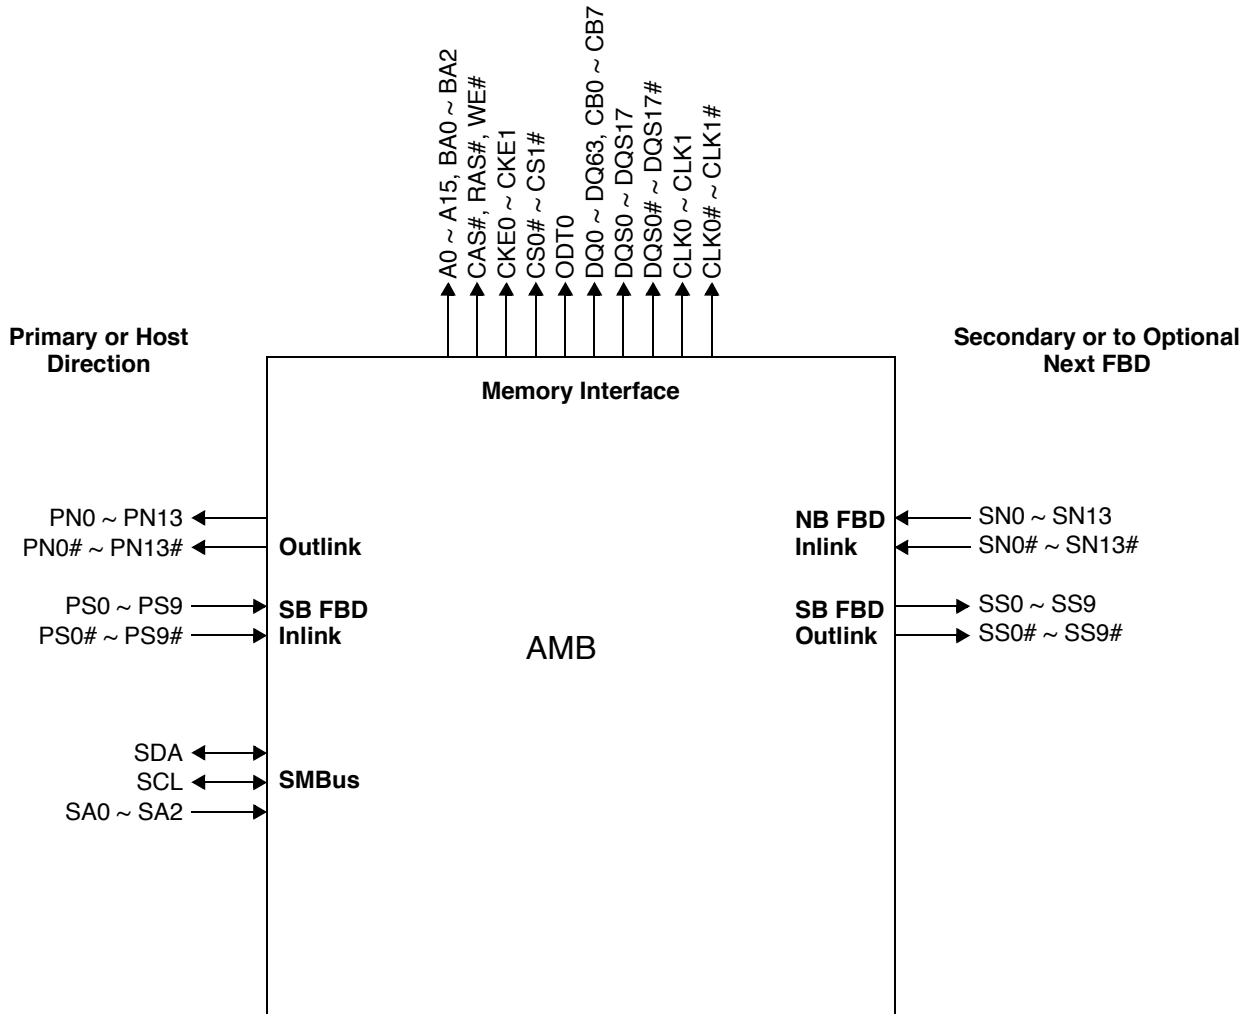 A0 ~ A15, BA0 ~ BA2
CAS#, RAS#, WE#
CKE0 ~ CKE1
CS0# ~ CS1#
ODT0
DQ0 ~ DQ63, CB0 ~ CB7
DQS0 ~ DQS17
DQS0# ~ DQS17#
CLK0 ~ CLK1
CLK0# ~ CLK1#
Primary or Host
Direction
Secondary or to Optional
Next FBD
Memory Interface
PN0 ~ PN13
PN0# ~ PN13#
Outlink
NB FBD
Inlink
SN0 ~ SN13
SN0# ~ SN13#
PS0 ~ PS9
PS0# ~ PS9#
SB FBD
Inlink
SB FBD
Outlink
SS0 ~ SS9
SS0# ~ SS9#
AMB
SDA
SCL
SA0 ~ SA2
SMBus